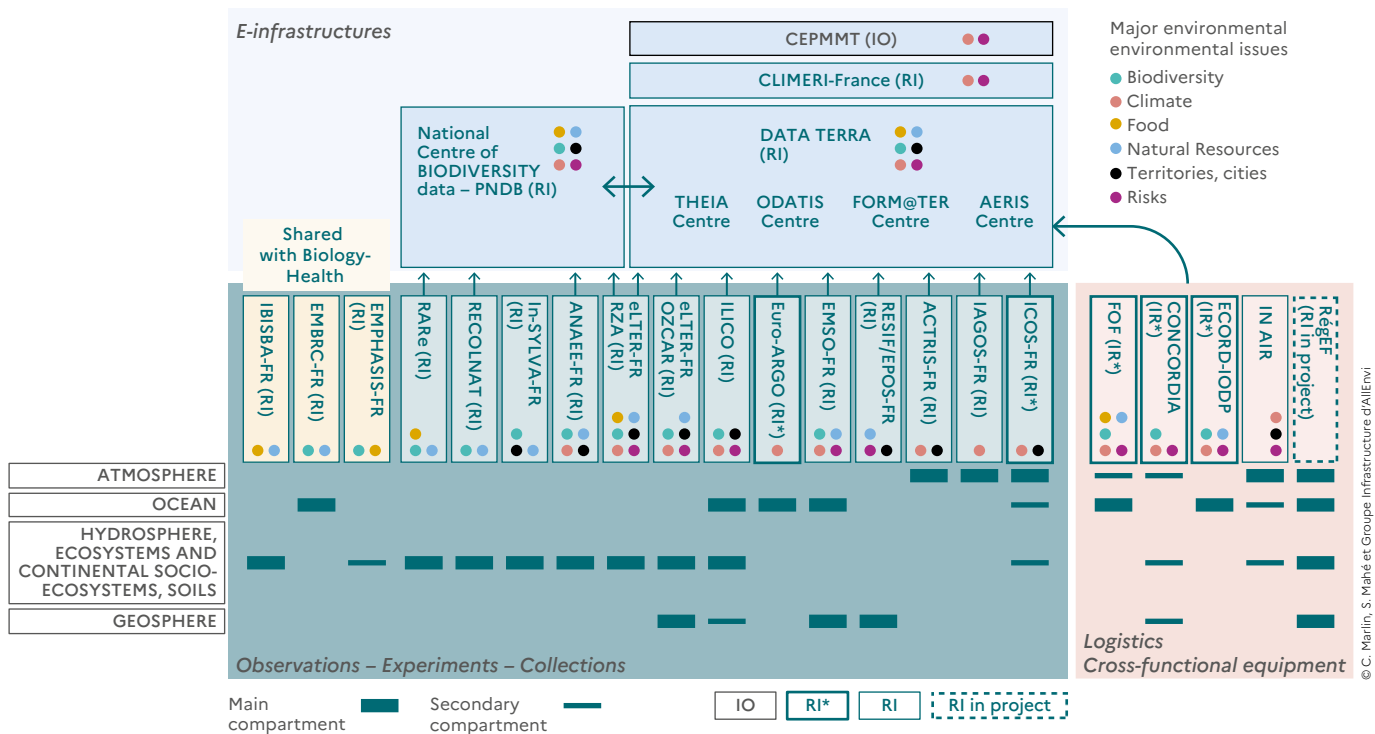 E-infrastructures
CEPMMT (IO)
CLIMERI-France (RI)
National
Centre of
BIODIVERSITY
data – PNDB (RI)
DATA TERRA
(RI)
THEIA
Centre
ODATIS
Centre
FORM@TER
Centre
AERIS
Centre
Major environmental
environmental issues
Biodiversity
Climate
Food
Natural Resources
Territories, cities
Risks
Shared
with Biology-
Health
IBISBA-FR (RI)
EMBRC-FR (RI)
EMPHASIS-FR
(RI)
RARe (RI)
RECOLNAT (RI)
In-SYLVA-FR
(RI)
ANAEE-FR (RI)
eLTER-FR
RZA (RI)
eLTER-FR
OZCAR (RI)
ILICO (RI)
Euro-ARGO (RI*)
EMSO-FR (RI)
RESIF/EPOS-FR
(RI)
ACTRIS-FR (RI)
IAGOS-FR (RI)
ICOS-FR (RI*)
FOF (IR*)
CONCORDIA
(IR*)
ECORD-IODP
(IR*)
IN AIR
RégEF
(RI in project)
ATMOSPHERE
OCEAN
HYDROSPHERE,
ECOSYSTEMS AND
CONTINENTAL SOCIO-
ECOSYSTEMS, SOILS
GEOSPHERE
Observations – Experiments – Collections
Logistics
Cross-functional equipment
Main
compartment
Secondary
compartment
IO
RI*
RI
RI in project
© C. Marlin, S. Mahé et Groupe Infrastructure d'AllEnvi